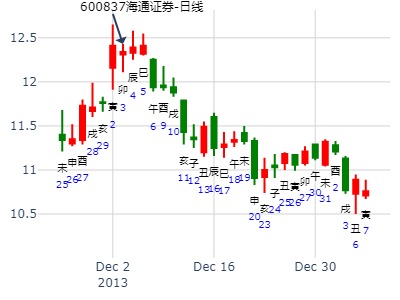 600837海通证券-日线
12.5
12
11.5
11
10.5
未
25
申
26
酉
27
戌
28
亥
29
寅
2
卯
3
辰
4
巳
5
午
6
酉
9
戌
10
亥
11
子
12
丑
13
辰
16
巳
17
午
18
未
19
申
20
亥
23
子
24
丑
25
寅
26
卯
27
午
30
未
31
酉
2
戌
3
丑
6
寅
7
Dec 2
2013
Dec 16
Dec 30